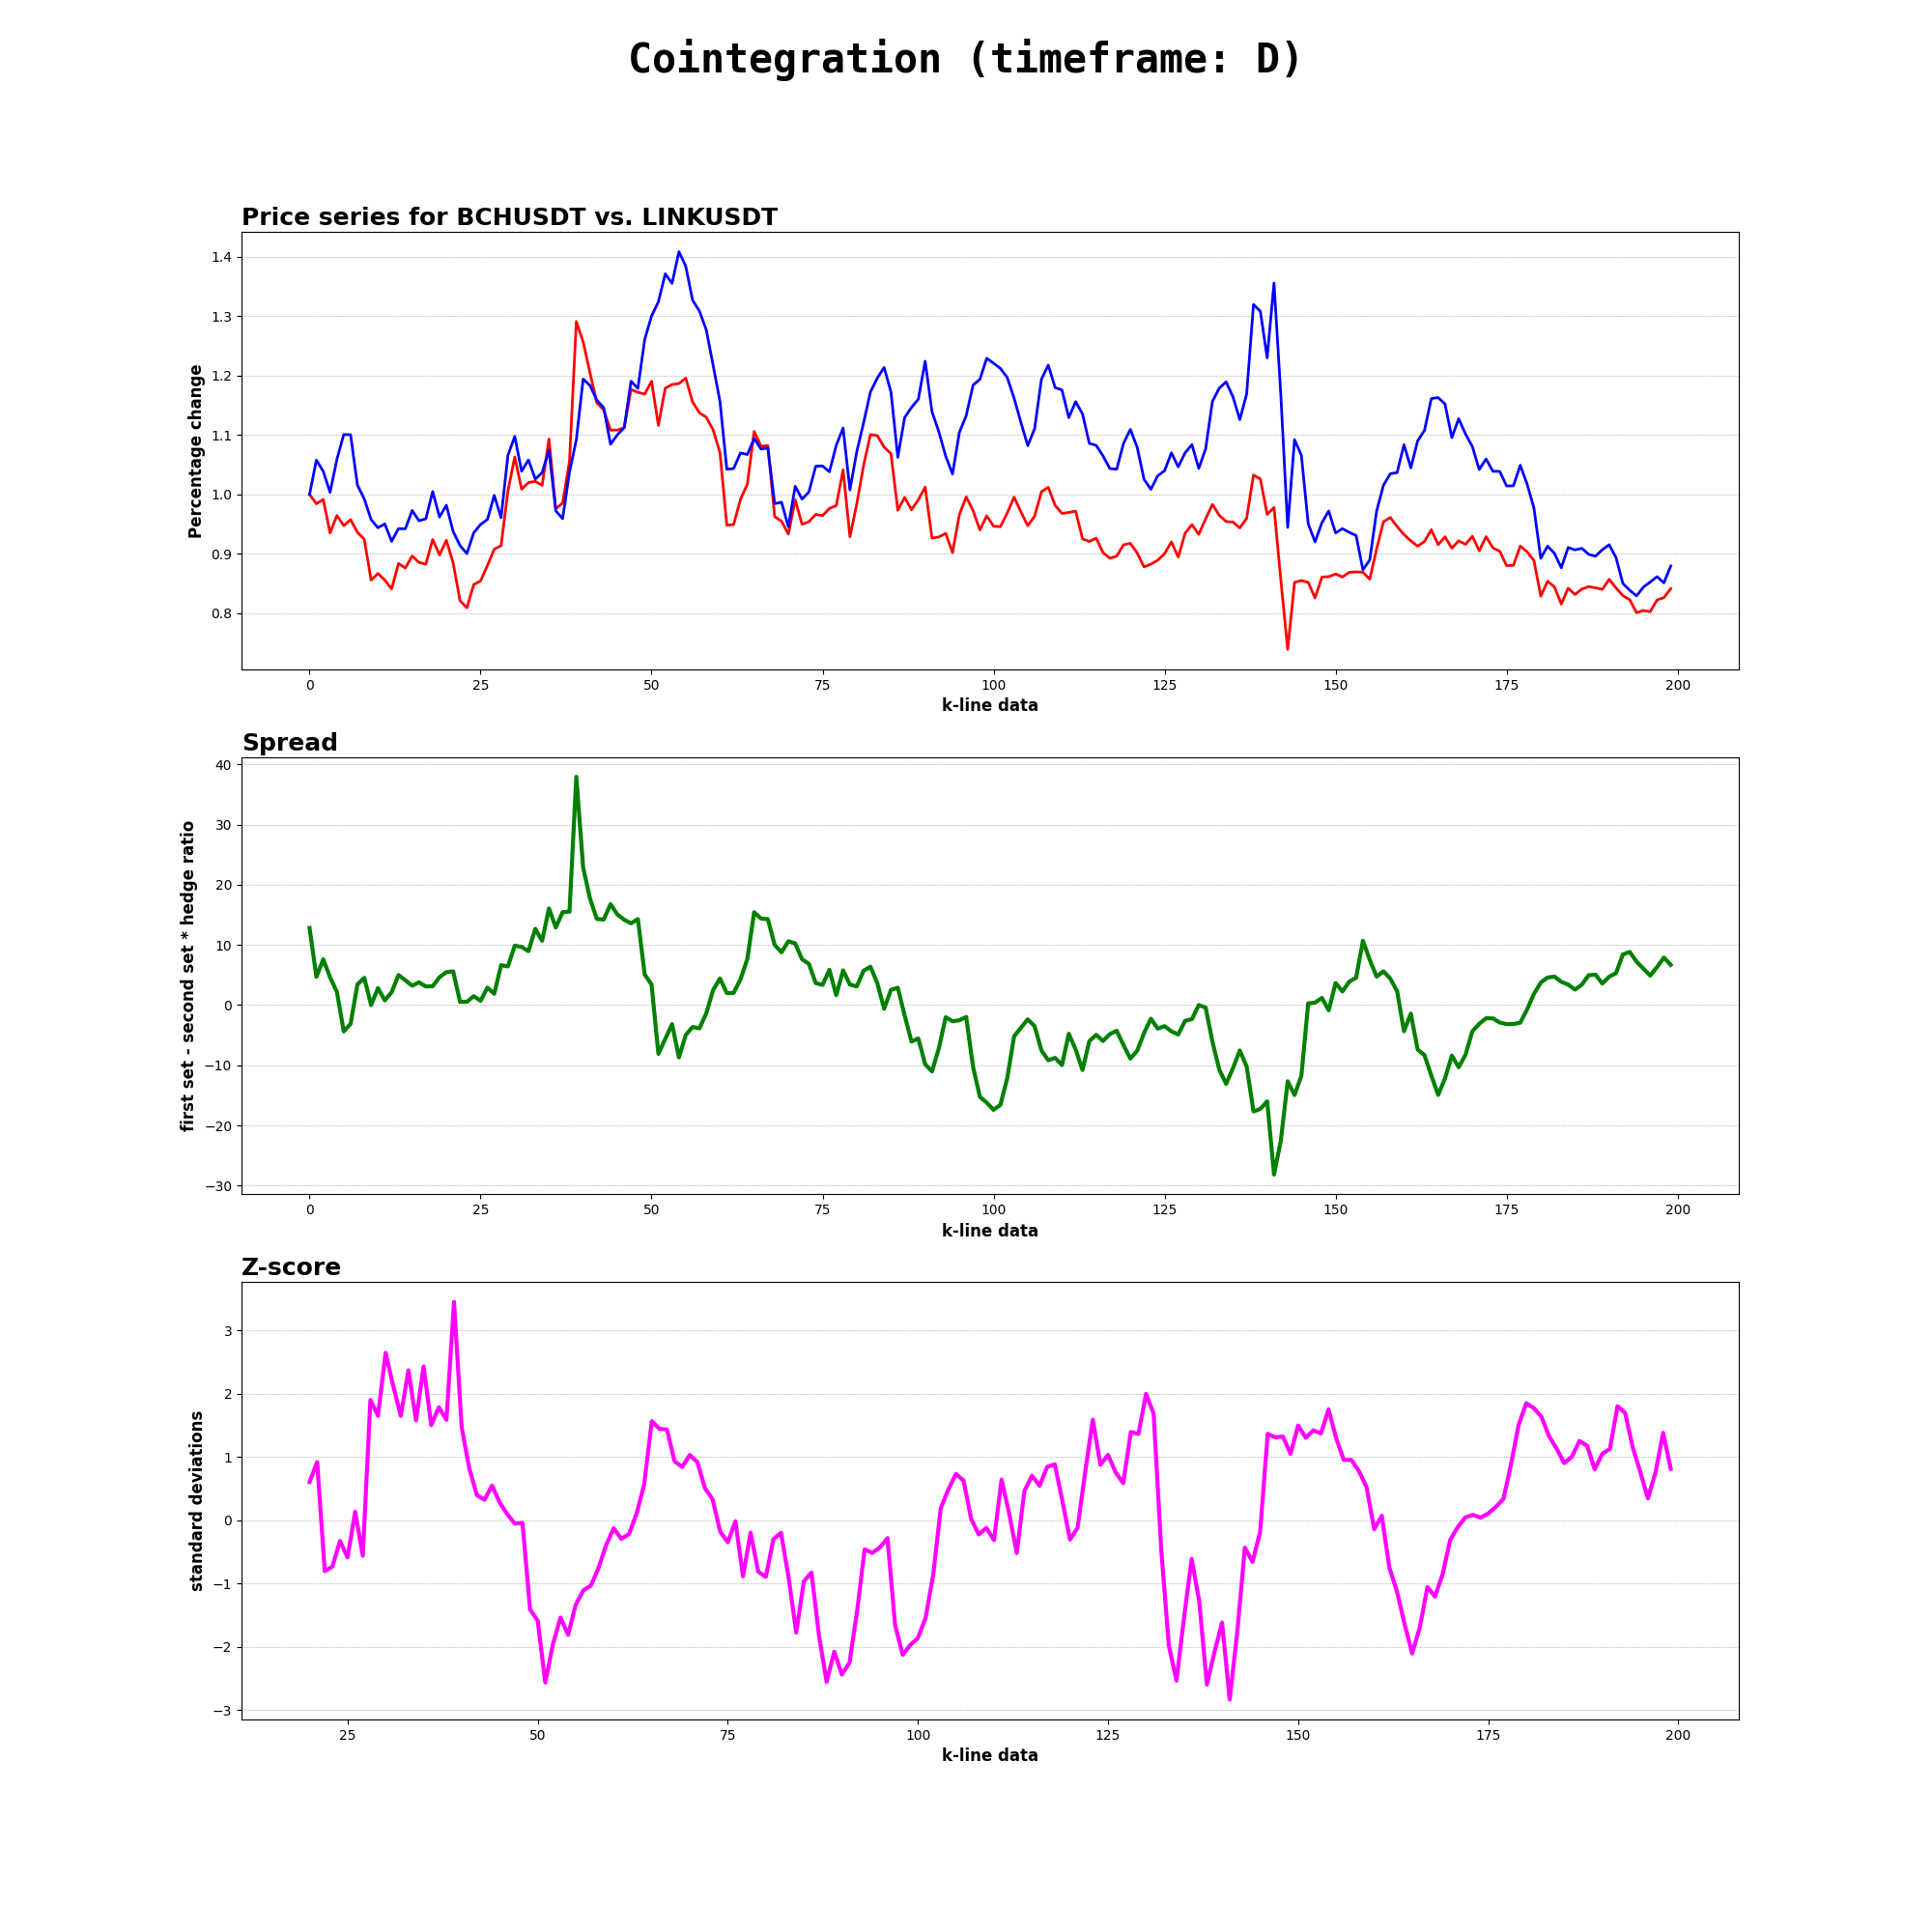 Cointegration (timeframe: D)
Price series for BCHUSDT vs. LINKUSDT
Percentage change
1.4
1.3
1.2
1.1
1.0
0.9
0.8
0 25 50 75 100 125 150 175 200
k-line data
Spread
first set - second set * hedge ratio
40
30
20
10
0
−10
−20
−30
0 25 50 75 100 125 150 175 200
k-line data
Z-score
standard deviations
3
2
1
0
−1
−2
−3
25 50 75 100 125 150 175 200
k-line data